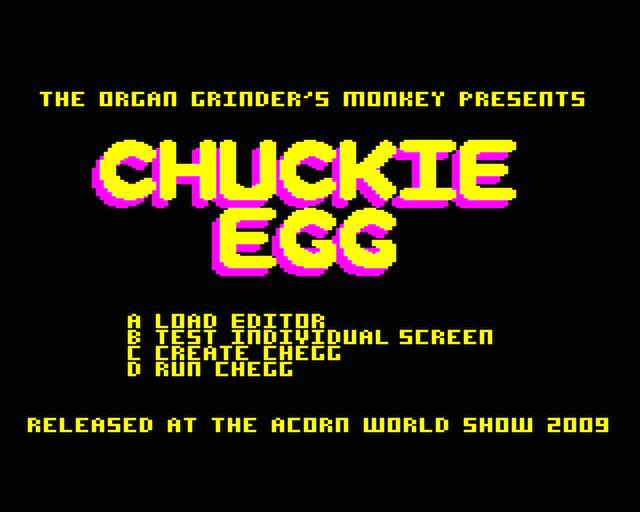 THE ORGAN GRINDER'S MONKEY PRESENTS
CHUCKIE
EGG
A LOAD EDITOR
B TEST INDIVIDUAL SCREEN
C CREATE CHEGG
D RUN CHEGG
RELEASED AT THE ACORN WORLD SHOW 2009